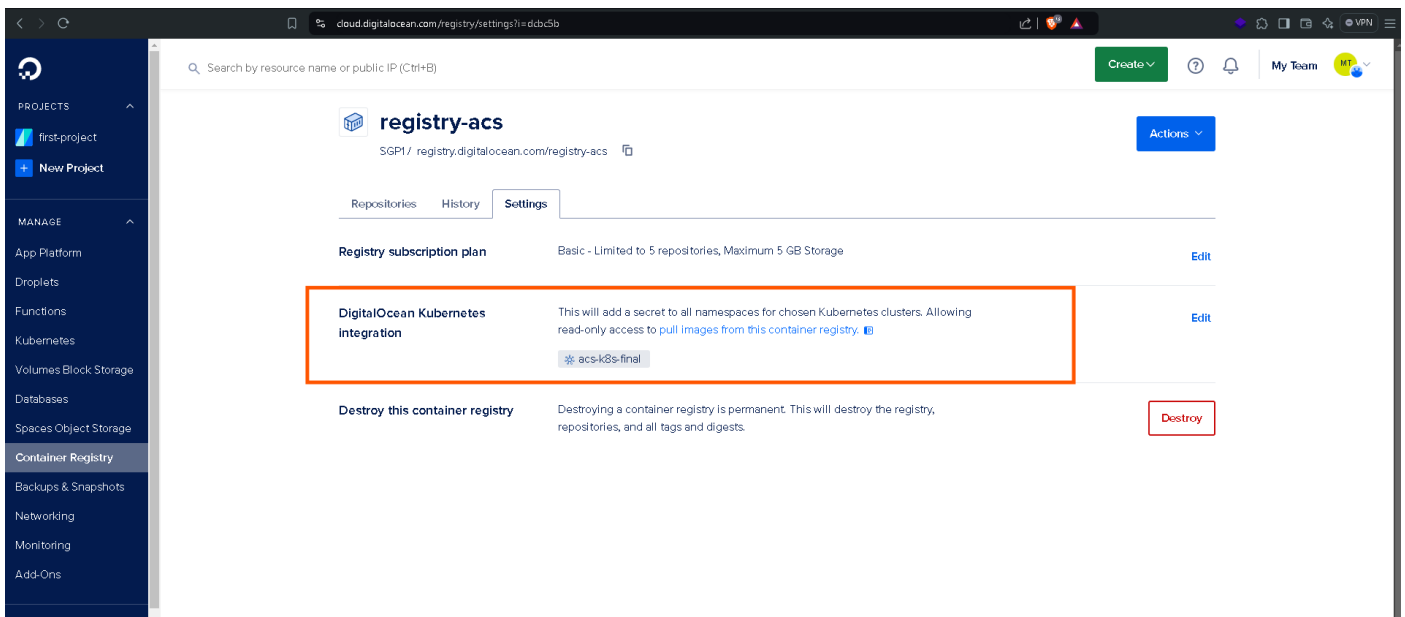 cloud.digitalocean.com/registry/settings?i=dcbc5b
VPN
Search by resource name or public IP (Ctrl+B)
Create
My Team
MT
PROJECTS
first-project
New Project
MANAGE
App Platform
Droplets
Functions
Kubernetes
Volumes Block Storage
Databases
Spaces Object Storage
Container Registry
Backups & Snapshots
Networking
Monitoring
Add-Ons
registry-acs
SGP1 / registry.digitalocean.com/registry-acs
Actions
Repositories
History
Settings
Registry subscription plan
Basic - Limited to 5 repositories, Maximum 5 GB Storage
Edit
DigitalOcean Kubernetes
integration
This will add a secret to all namespaces for chosen Kubernetes clusters. Allowing
read-only access to pull images from this container registry.
acs-k8s-final
Edit
Destroy this container registry
Destroying a container registry is permanent. This will destroy the registry,
repositories, and all tags and digests.
Destroy